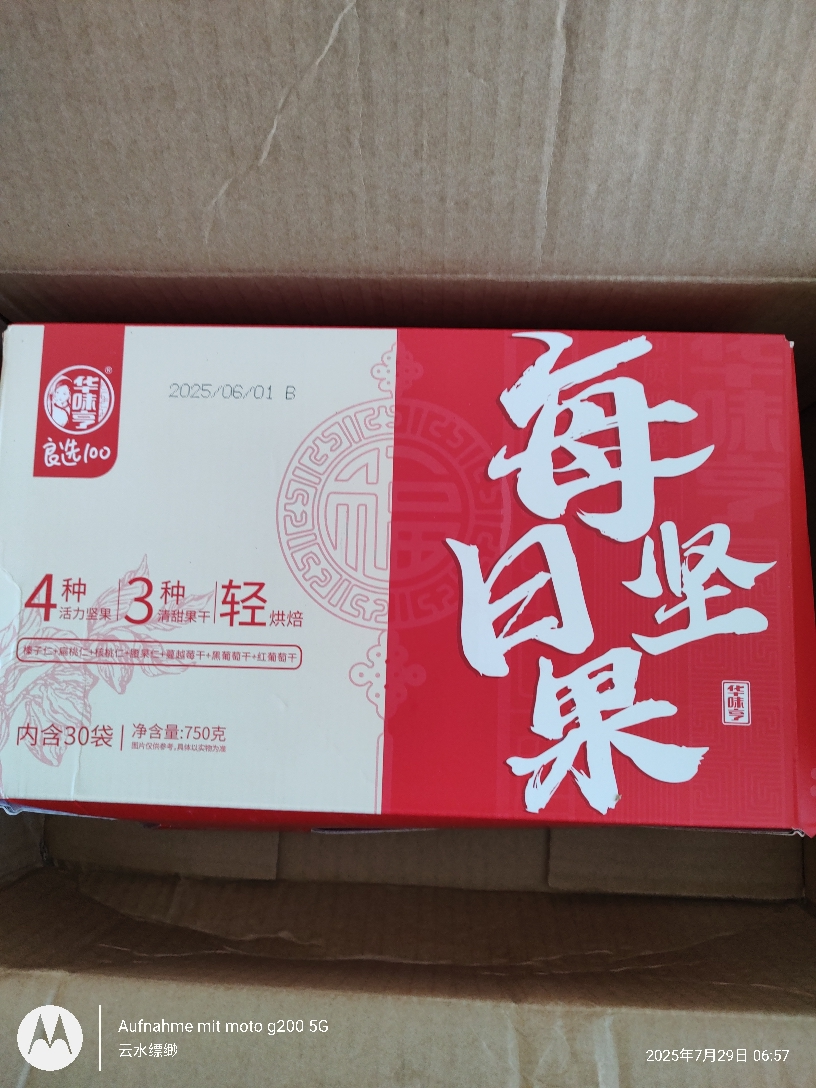 华味亨®
良选100
2025/06/01 B
福
每日坚果
华味亨
4种活力坚果
3种清甜果干
轻烘焙
榛子仁+扁桃仁+核桃仁+腰果仁+蔓越莓干+黑葡萄干+红葡萄干
内含30袋
净含量:750克
图片仅供参考,具体以实物为准
华味亨
Aufnahme mit moto g200 5G
云水缥缈
2025年7月29日 06:57